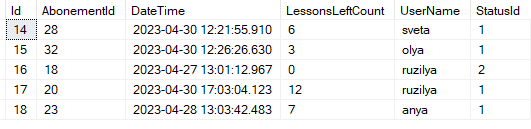 Id AbonementId DateTime LessonsLeftCount UserName StatusId
14 28 2023-04-30 12:21:55.910 6 sveta 1
15 32 2023-04-30 12:26:26.630 3 olya 1
16 18 2023-04-27 13:01:12.967 0 ruzilya 2
17 20 2023-04-30 17:03:04.123 12 ruzilya 1
18 23 2023-04-28 13:03:42.483 7 anya 1